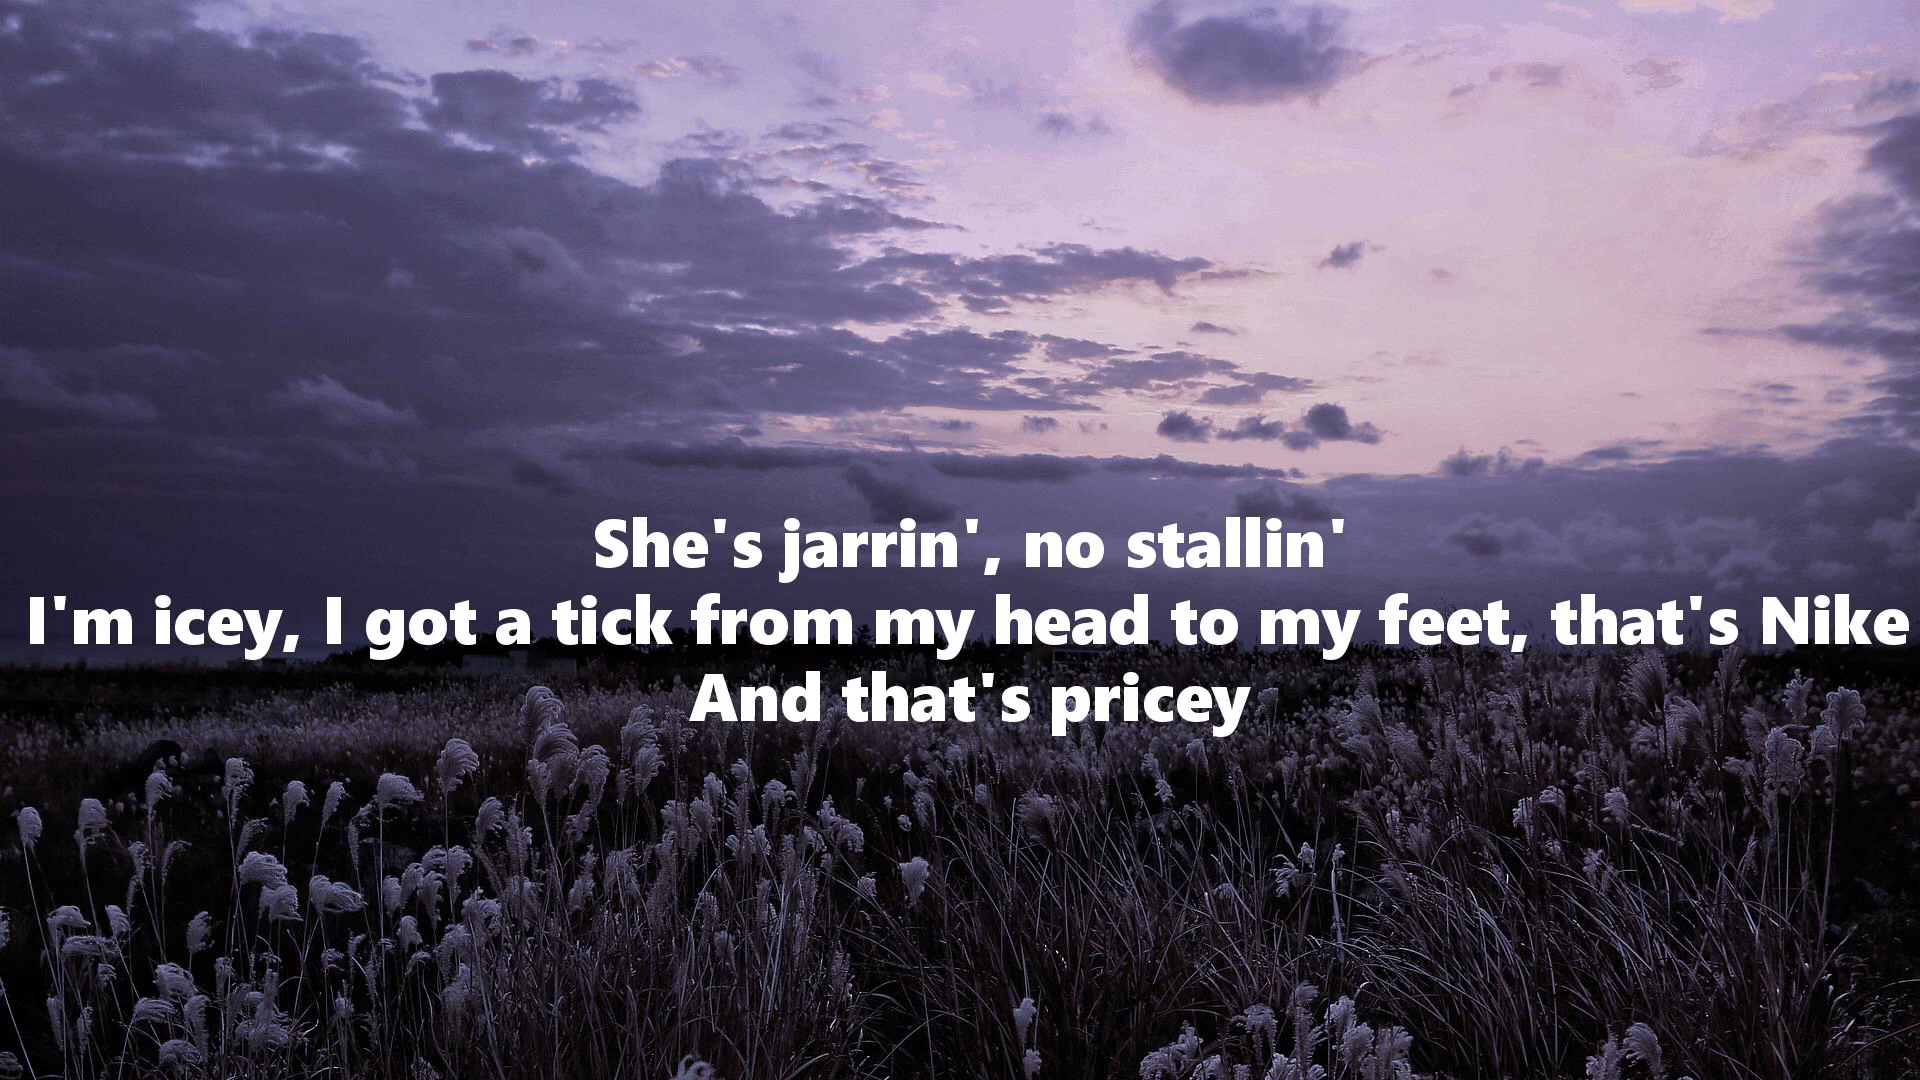 She's jarrin', no stallin'
I'm icey, I got a tick from my head to my feet, that's Nike
And that's pricey